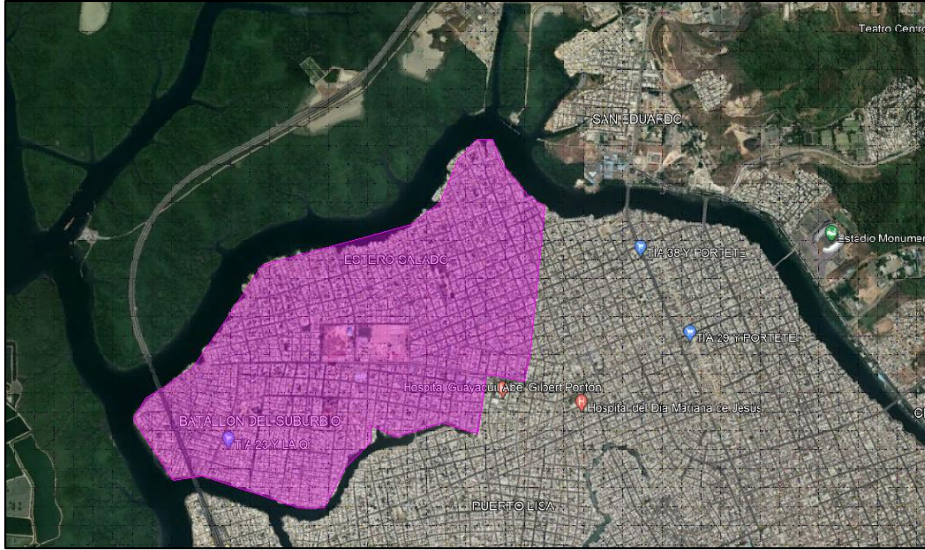 Teatro Centro
SAN EDUARDO
Estadio Monumen
TIA 38 Y PORTETE
ESTERO SALADO
TIA 29 Y PORTETE
Hospital Guayaquil Abel Gilbert Pontón
Hospital del Día Mariana de Jesús
BATALLON DEL SUBURBIO
TIA 23 Y LA Q
PUERTO LISA